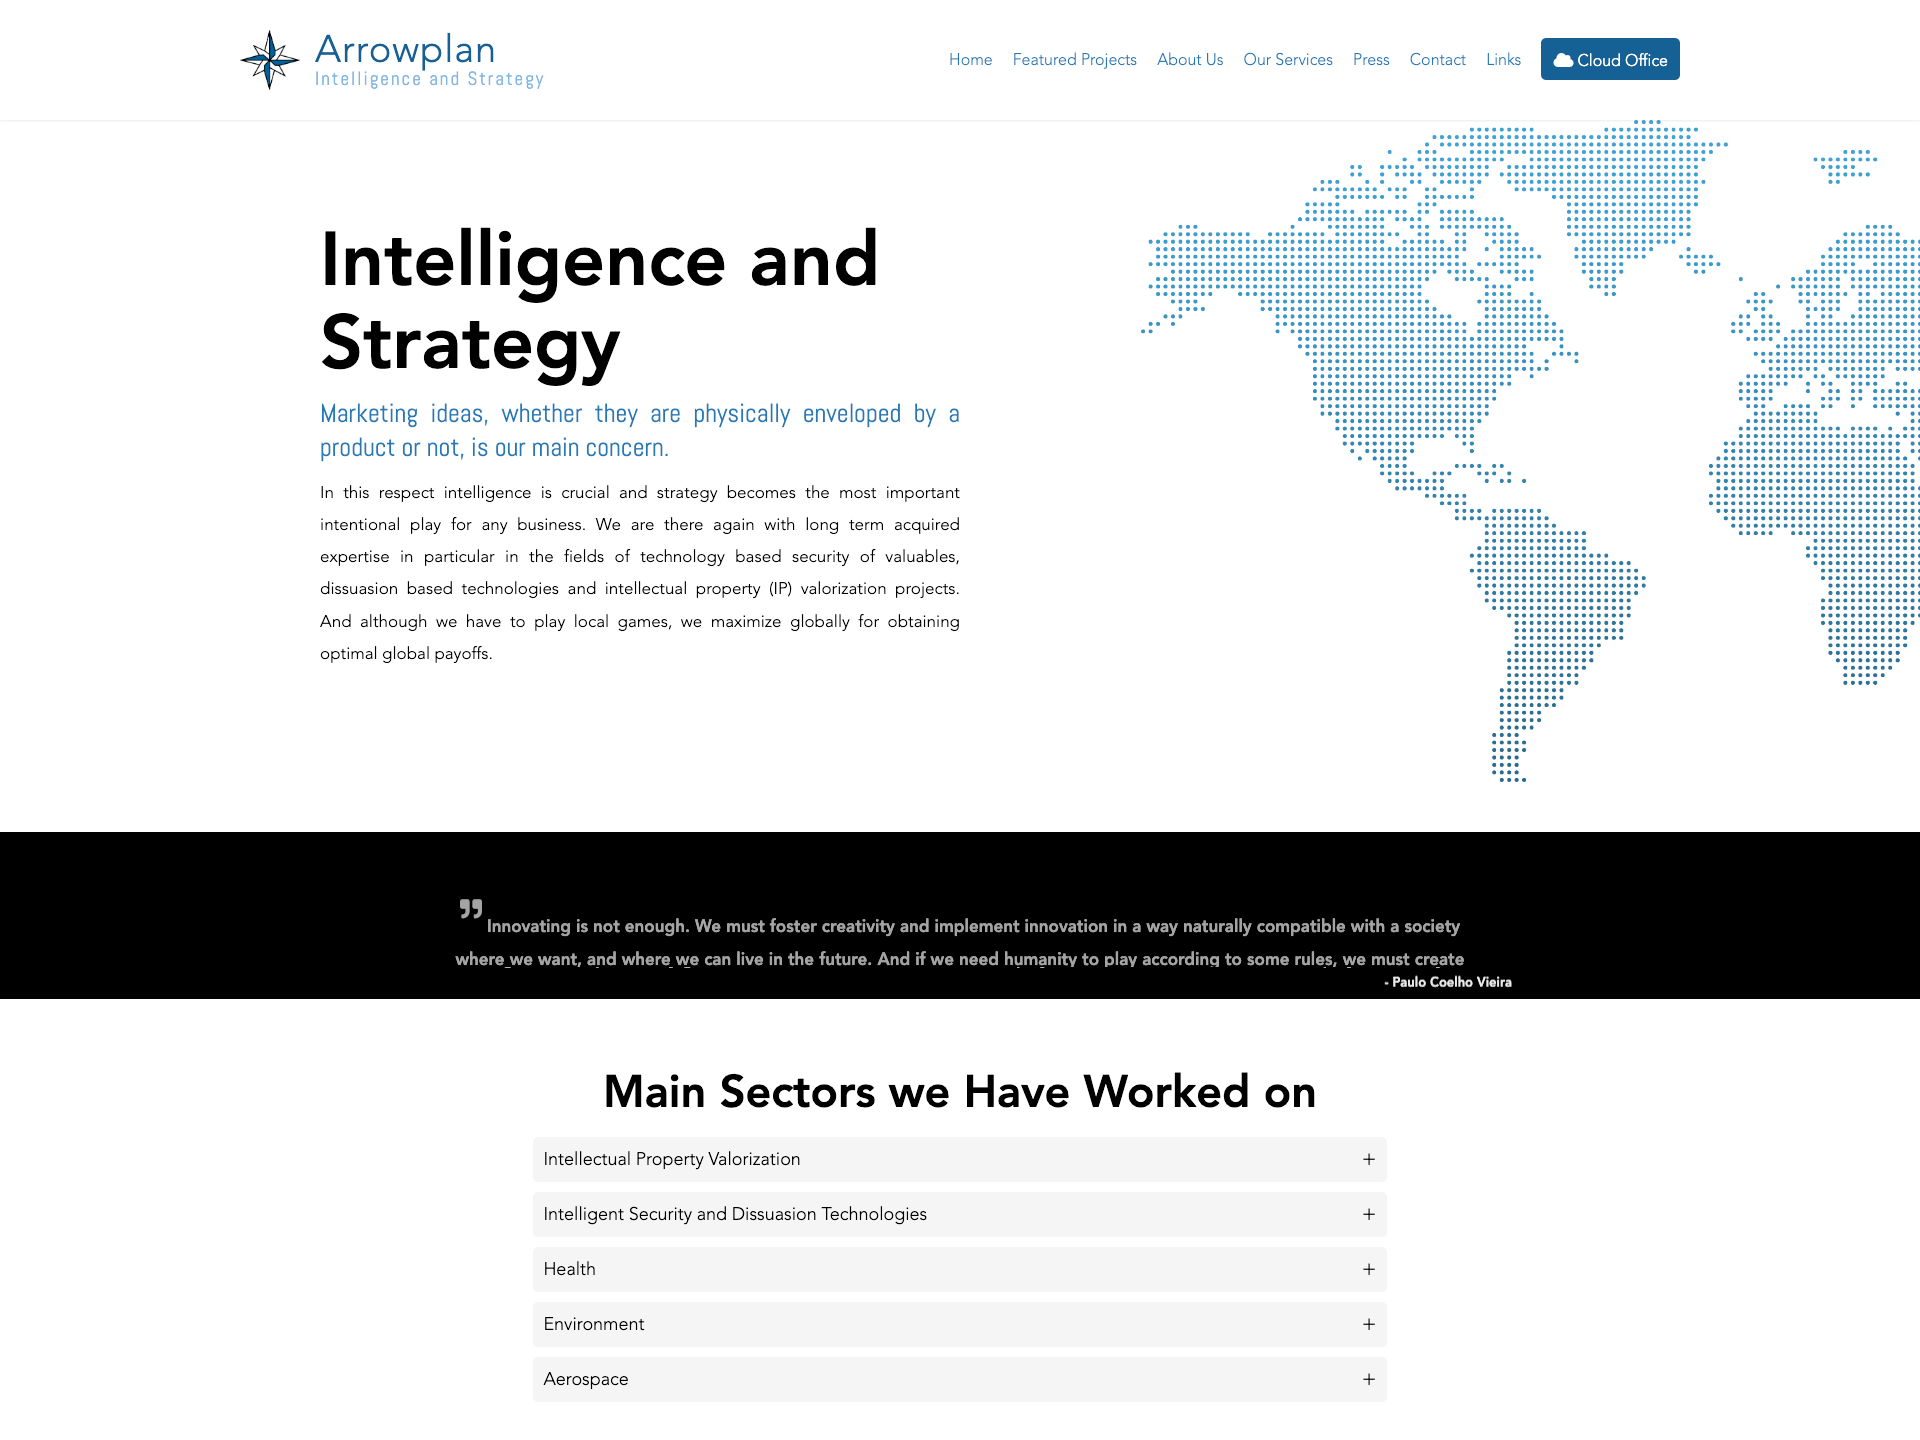 Arrowplan
Intelligence and Strategy
Home Featured Projects About Us Our Services Press Contact Links Cloud Office
Intelligence and
Strategy
Marketing ideas, whether they are physically enveloped by a
product or not, is our main concern.
In this respect intelligence is crucial and strategy becomes the most important
intentional play for any business. We are there again with long term acquired
expertise in particular in the fields of technology based security of valuables,
dissuasion based technologies and intellectual property (IP) valorization projects.
And although we have to play local games, we maximize globally for obtaining
optimal global payoffs.
" Innovating is not enough. We must foster creativity and implement innovation in a way naturally compatible with a society
where we want, and where we can live in the future. And if we need humanity to play according to some rules, we must create
- Paulo Coelho Vieira
Main Sectors we Have Worked on
Intellectual Property Valorization +
Intelligent Security and Dissuasion Technologies +
Health +
Environment +
Aerospace +